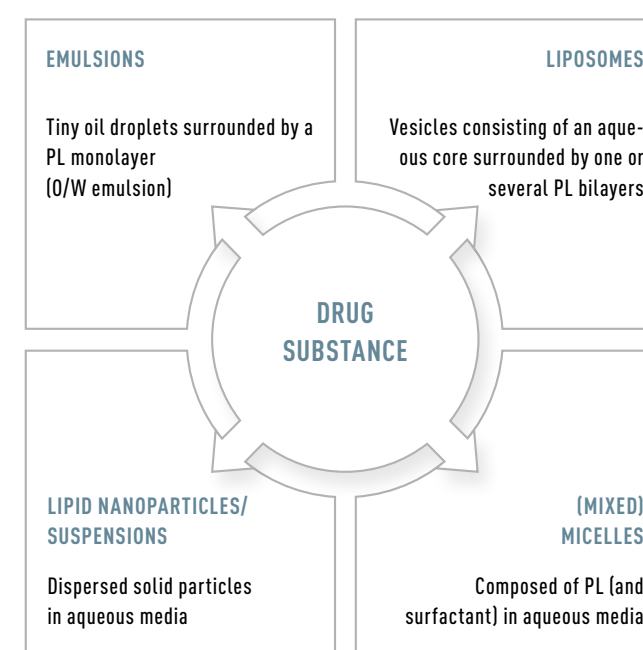 EMULSIONS
Tiny oil droplets surrounded by a
PL monolayer
(O/W emulsion)
LIPOSOMES
Vesicles consisting of an aque-
ous core surrounded by one or
several PL bilayers
DRUG
SUBSTANCE
LIPID NANOPARTICLES/
SUSPENSIONS
Dispersed solid particles
in aqueous media
(MIXED)
MICELLES
Composed of PL (and
surfactant) in aqueous media